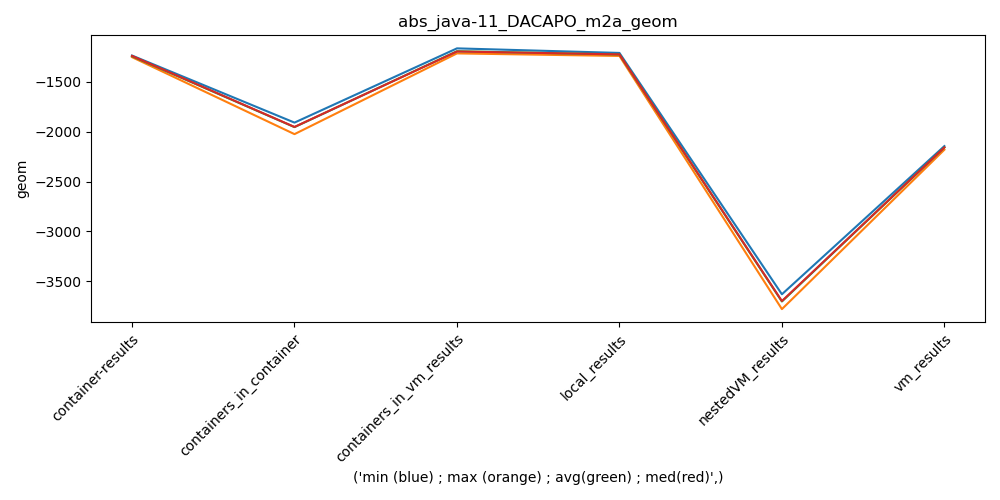 abs_java-11_DACAPO_m2a_geom
geom
−1500
−2000
−2500
−3000
−3500
container-results
containers_in_container
containers_in_vm_results
local_results
nestedVM_results
vm_results
('min (blue) ; max (orange) ; avg(green) ; med(red)',)